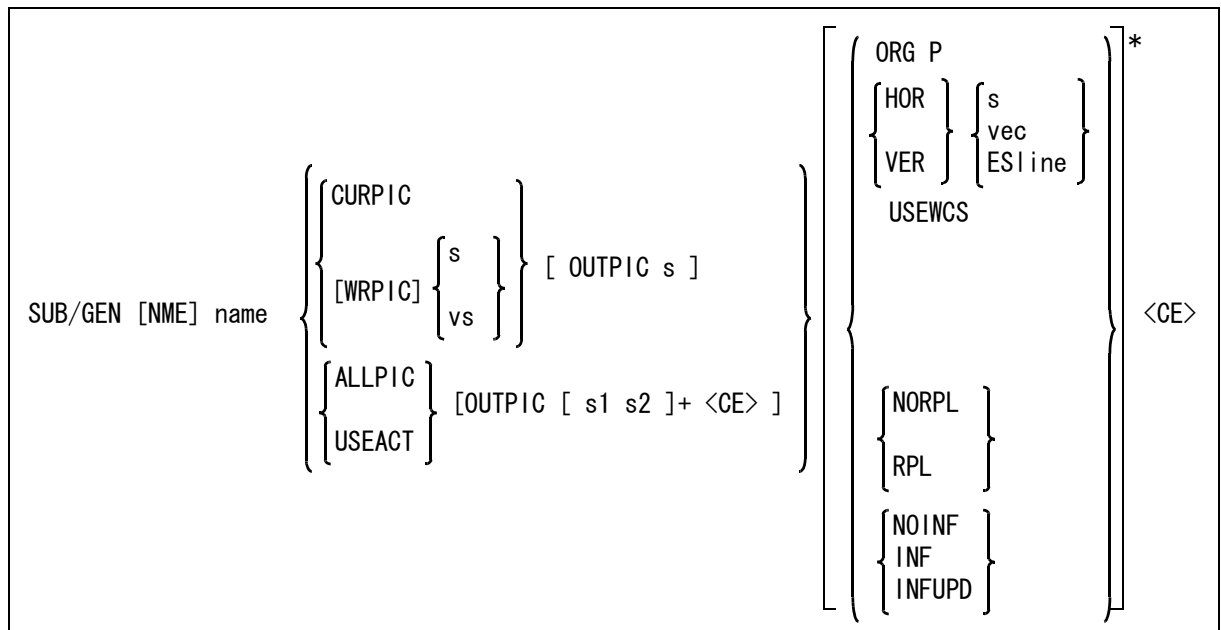 SUB/GEN [NME] name
CURPIC
[WRPIC]
s
vs
[ OUTPIC s ]
ALLPIC
USEACT
[OUTPIC [ s1 s2 ]+ <CE> ]
ORG P
HOR
VER
s
vec
ESline
USEWCS
NORPL
RPL
NOINF
INF
INFUPD
*
<CE>